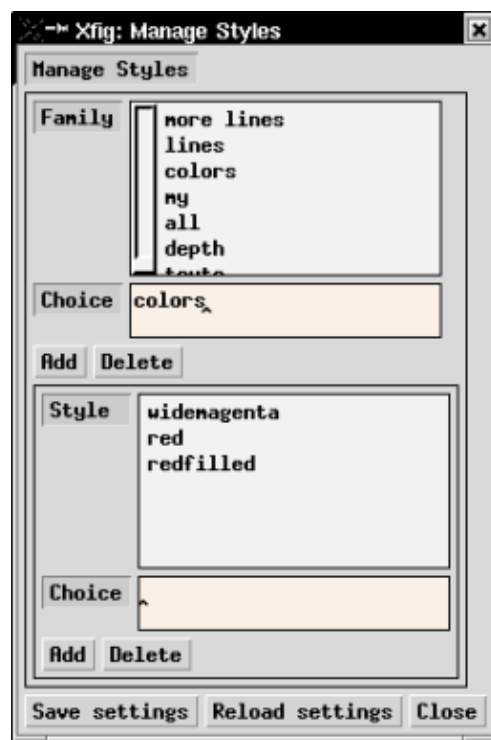 Xfig: Manage Styles
Manage Styles
Family
more lines
lines
colors
my
all
depth
Choice
colors
Add Delete
Style
widemagenta
red
redfilled
Choice
Add Delete
Save settings Reload settings Close